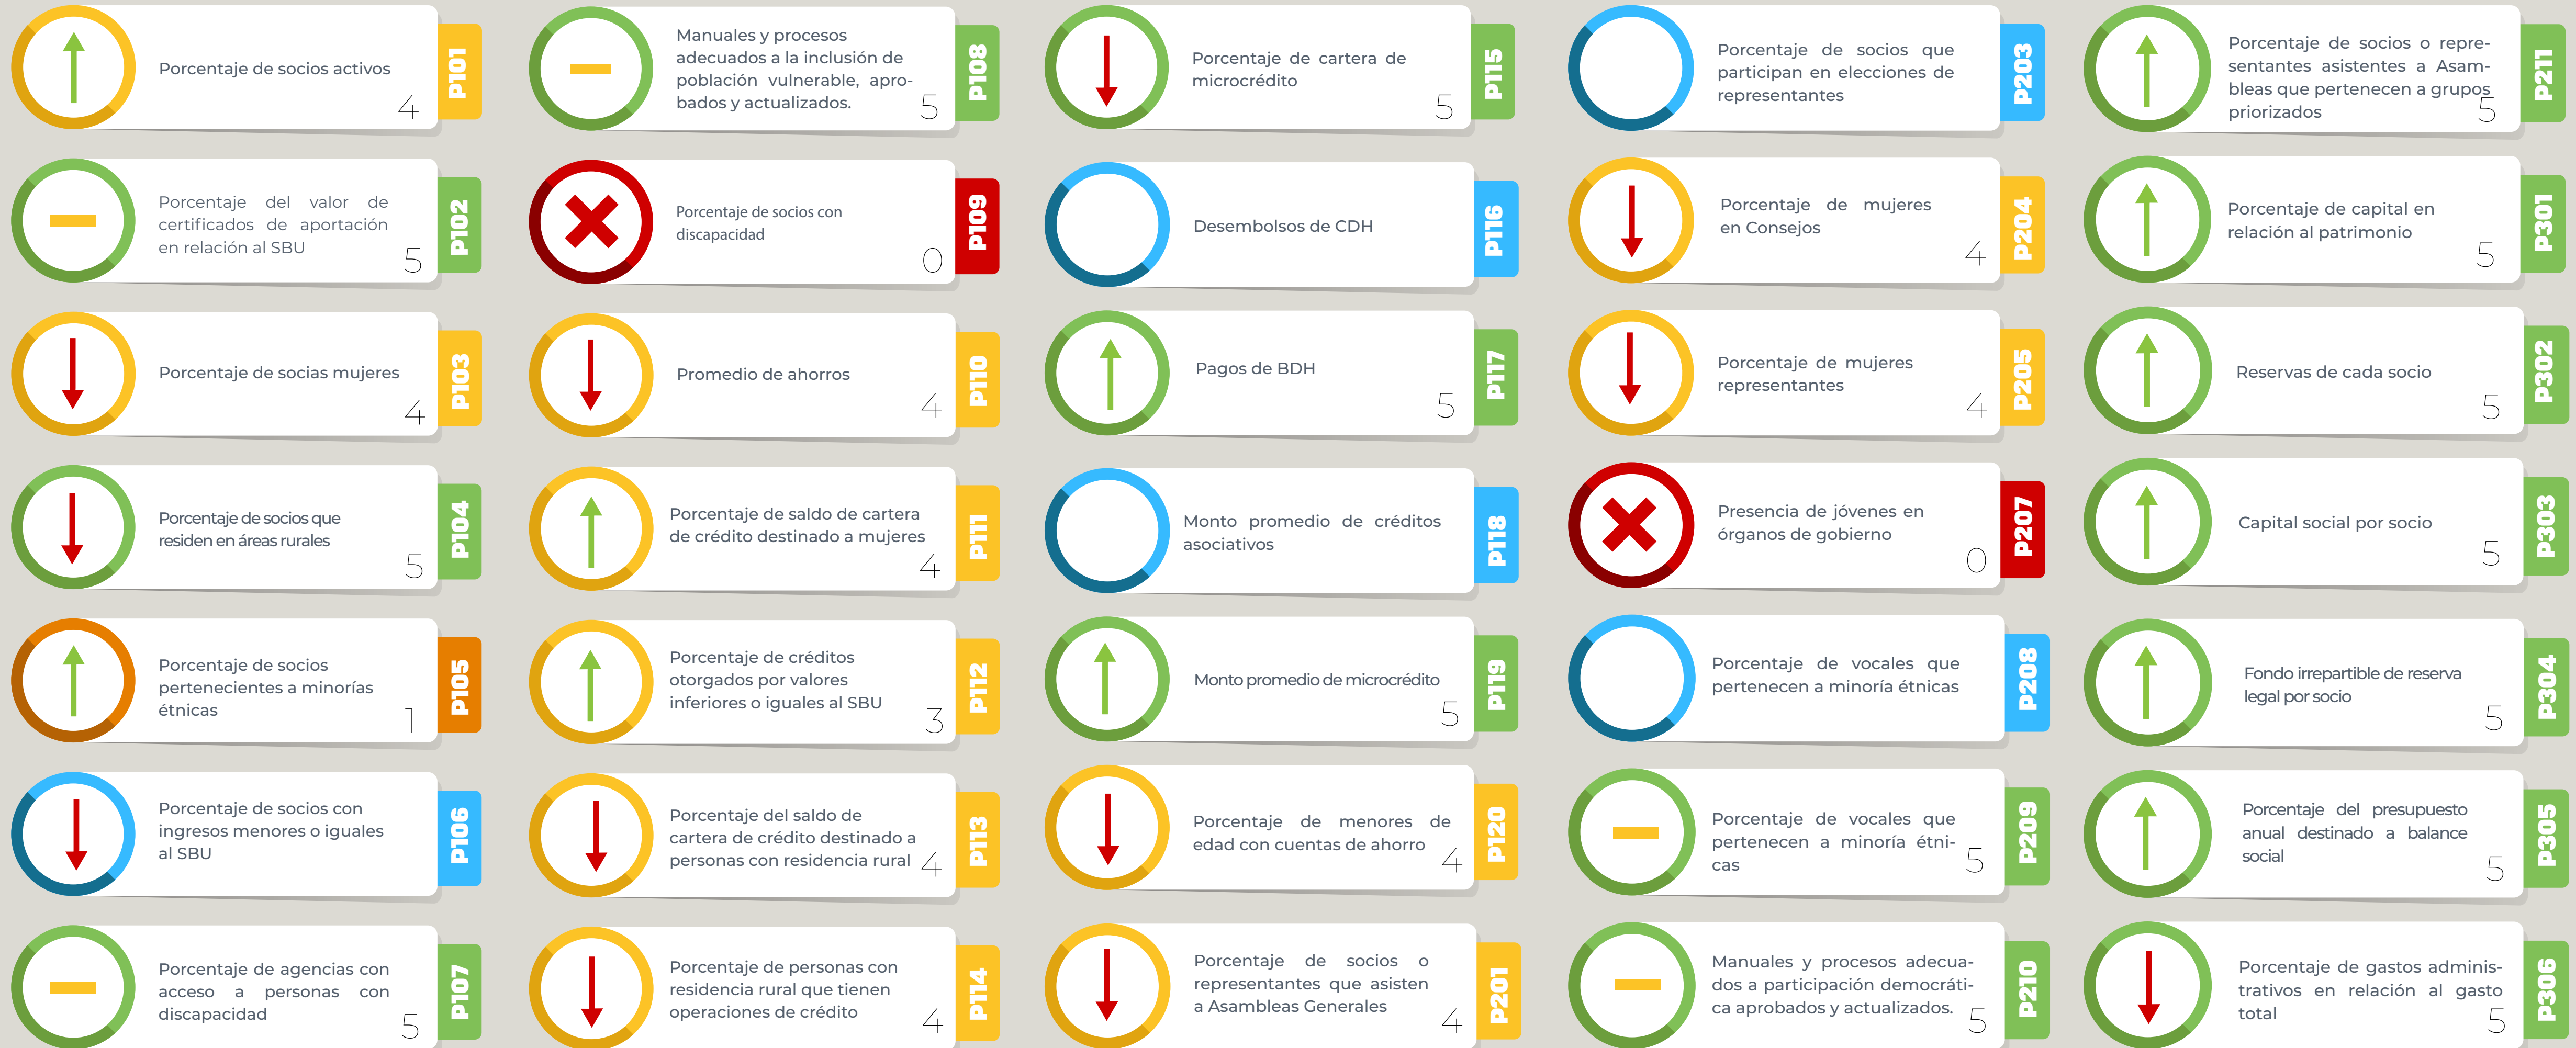 Porcentaje de socios activos
4
P101
Porcentaje del valor de
certificados de aportación
en relación al SBU
5
P102
Porcentaje de socias mujeres
4
P103
Porcentaje de socios que
residen en áreas rurales
5
P104
Porcentaje de socios
pertenecientes a minorías
étnicas
1
P105
Porcentaje de socios con
ingresos menores o iguales
al SBU
P106
Porcentaje de agencias con
acceso a personas con
discapacidad
5
P107
Manuales y procesos
adecuados a la inclusión de
población vulnerable, apro-
bados y actualizados.
5
P108
Porcentaje de socios con
discapacidad
0
P109
Promedio de ahorros
4
P110
Porcentaje de saldo de cartera
de crédito destinado a mujeres
4
P111
Porcentaje de créditos
otorgados por valores
inferiores o iguales al SBU
3
P112
Porcentaje del saldo de
cartera de crédito destinado a
personas con residencia rural
4
P113
Porcentaje de personas con
residencia rural que tienen
operaciones de crédito
4
P114
Porcentaje de cartera de
microcrédito
5
P115
Desembolsos de CDH
P116
Pagos de BDH
5
P117
Monto promedio de créditos
asociativos
P118
Monto promedio de microcrédito
5
P119
Porcentaje de menores de
edad con cuentas de ahorro
4
P120
Porcentaje de socios o
representantes que asisten
a Asambleas Generales
4
P201
Porcentaje de socios que
participan en elecciones de
representantes
P203
Porcentaje de mujeres
en Consejos
4
P204
Porcentaje de mujeres
representantes
4
P205
Presencia de jóvenes en
órganos de gobierno
0
P207
Porcentaje de vocales que
pertenecen a minoría étnicas
P208
Porcentaje de vocales que
pertenecen a minoría étni-
cas
5
P209
Manuales y procesos adecua-
dos a participación democráti-
ca aprobados y actualizados.
5
P210
Porcentaje de socios o repre-
sentantes asistentes a Asam-
bleas que pertenecen a grupos
priorizados
5
P211
Porcentaje de capital en
relación al patrimonio
5
P301
Reservas de cada socio
5
P302
Capital social por socio
5
P303
Fondo irrepartible de reserva
legal por socio
5
P304
Porcentaje del presupuesto
anual destinado a balance
social
5
P305
Porcentaje de gastos adminis-
trativos en relación al gasto
total
5
P306